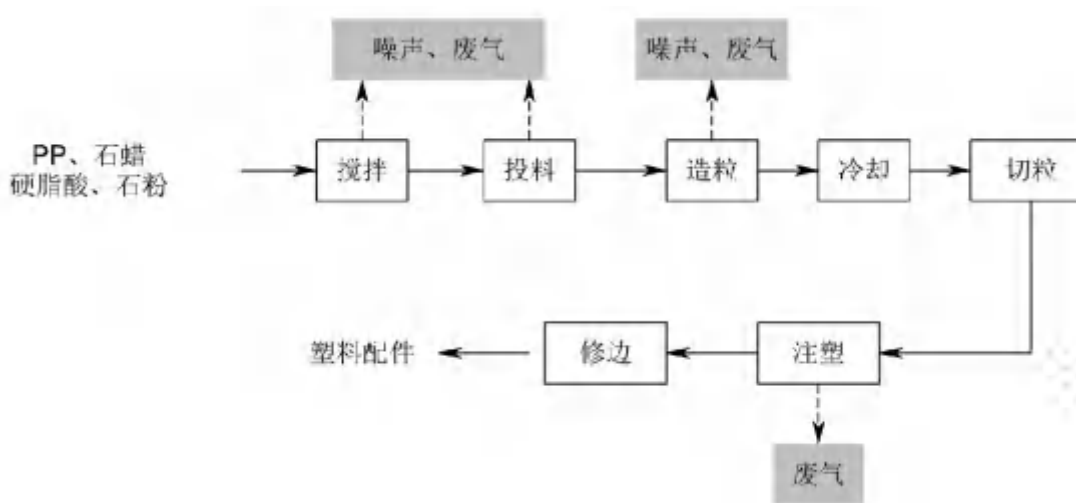 噪声、废气
噪声、废气
PP、石蜡
硬脂酸、石粉
搅拌
投料
造粒
冷却
切粒
塑料配件
修边
注塑
废气